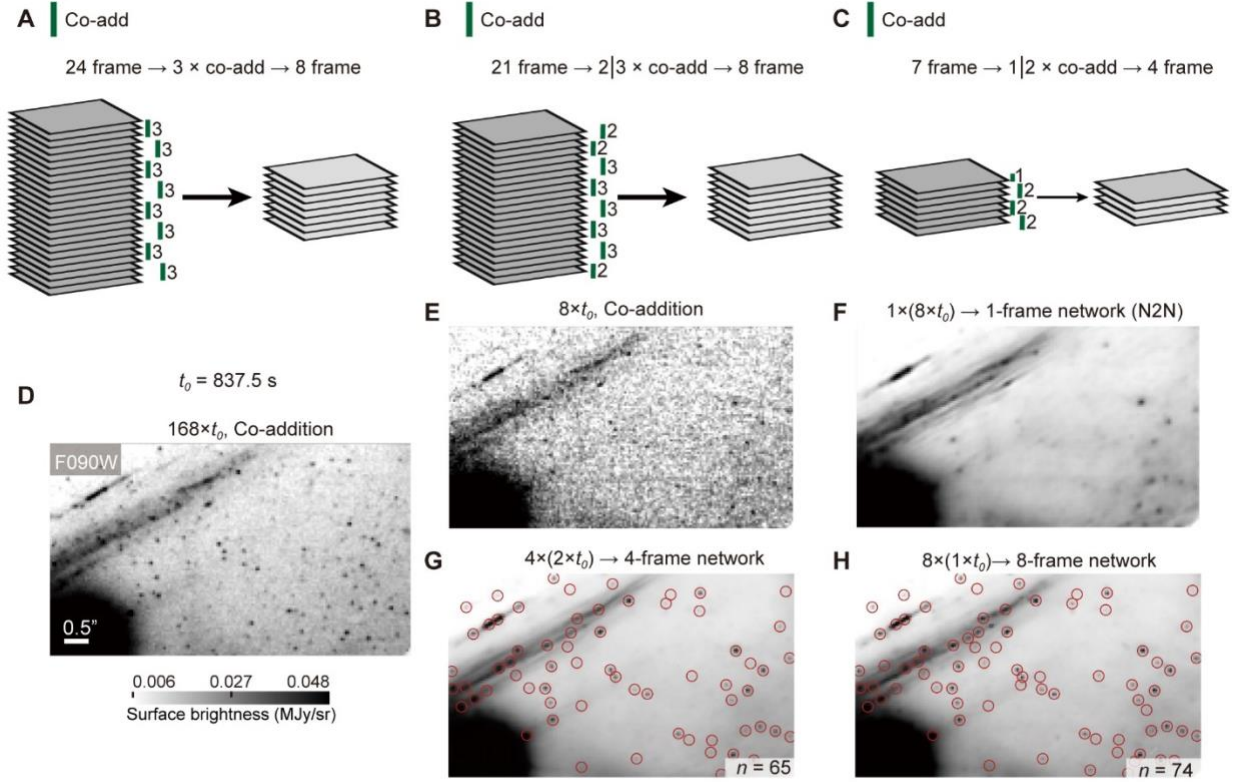 A Co-add
24 frame → 3 × co-add → 8 frame
3
3
3
3
3
3
3
3
B Co-add
21 frame → 2|3 × co-add → 8 frame
2
2
3
3
3
3
3
2
C Co-add
7 frame → 1|2 × co-add → 4 frame
1
2
2
2
D
t₀ = 837.5 s
168×t₀, Co-addition
F090W
0.5”
0.006 0.027 0.048
Surface brightness (MJy/sr)
E 8×t₀, Co-addition
F 1×(8×t₀) → 1-frame network (N2N)
G 4×(2×t₀) → 4-frame network
n = 65
H 8×(1×t₀)→ 8-frame network
n = 74